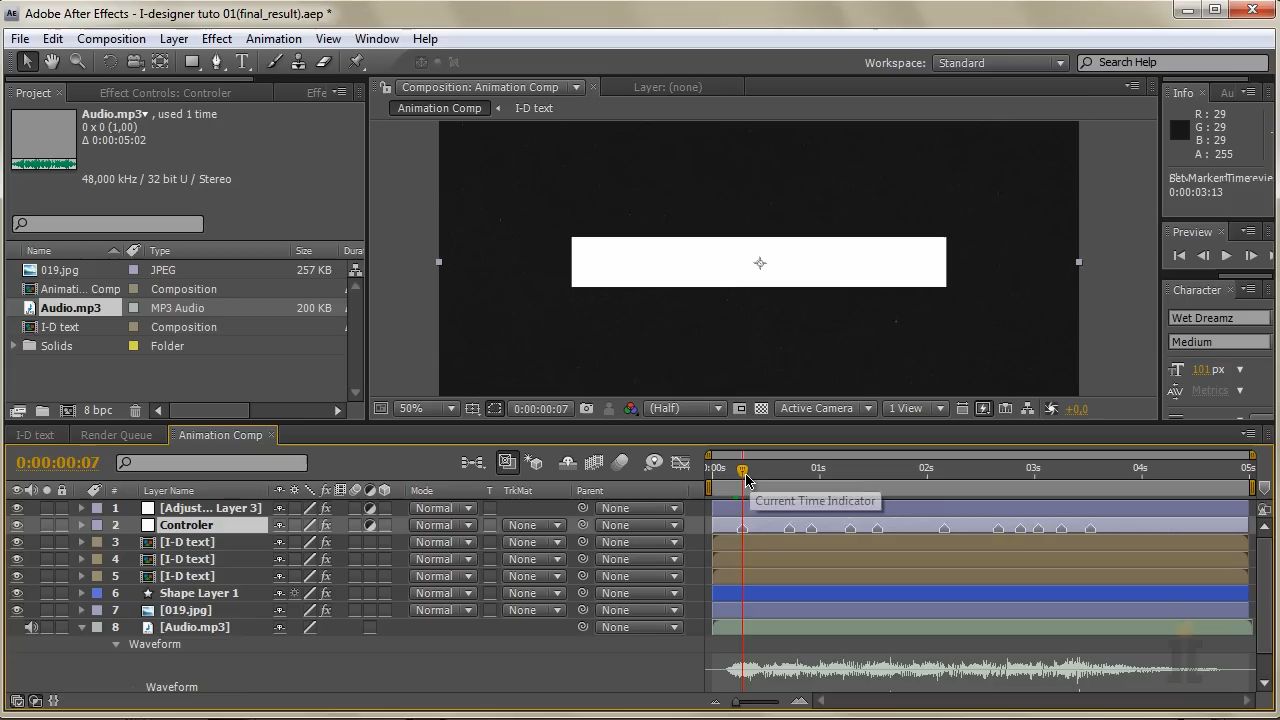 Adobe After Effects - I-designer tuto 01(final_result).aep *
File Edit Composition Layer Effect Animation View Window Help
Workspace: Standard Search Help
Project Effect Controls: Controler Effe
Composition: Animation Comp Layer: (none)
Info Au
Animation Comp I-D text
Audio.mp3 , used 1 time
0 x 0 (1,00)
Δ 0:00:05:02
48,000 kHz / 32 bit U / Stereo
R : 29
G : 29
B : 29
A : 255
0:00:03:13
Preview
Character
Wet Dreamz
Medium
101 px
Metrics
Name Type Size Dura
019.jpg JPEG 257 KB
Animati... Comp Composition
Audio.mp3 MP3 Audio 200 KB
I-D text Composition
Solids Folder
8 bpc
50% 0:00:00:07 (Half) Active Camera 1 View +0,0
I-D text Render Queue Animation Comp
0:00:00:07
0:00s 01s 02s 03s 04s 05s
# Layer Name Mode T TrkMat Parent
Current Time Indicator
1 [Adjust... Layer 3] Normal None
2 Controler Normal None None
3 [I-D text] Normal None None
4 [I-D text] Normal None None
5 [I-D text] Normal None None
6 Shape Layer 1 Normal None None
7 [019.jpg] Normal None None
8 [Audio.mp3] None
Waveform
Waveform